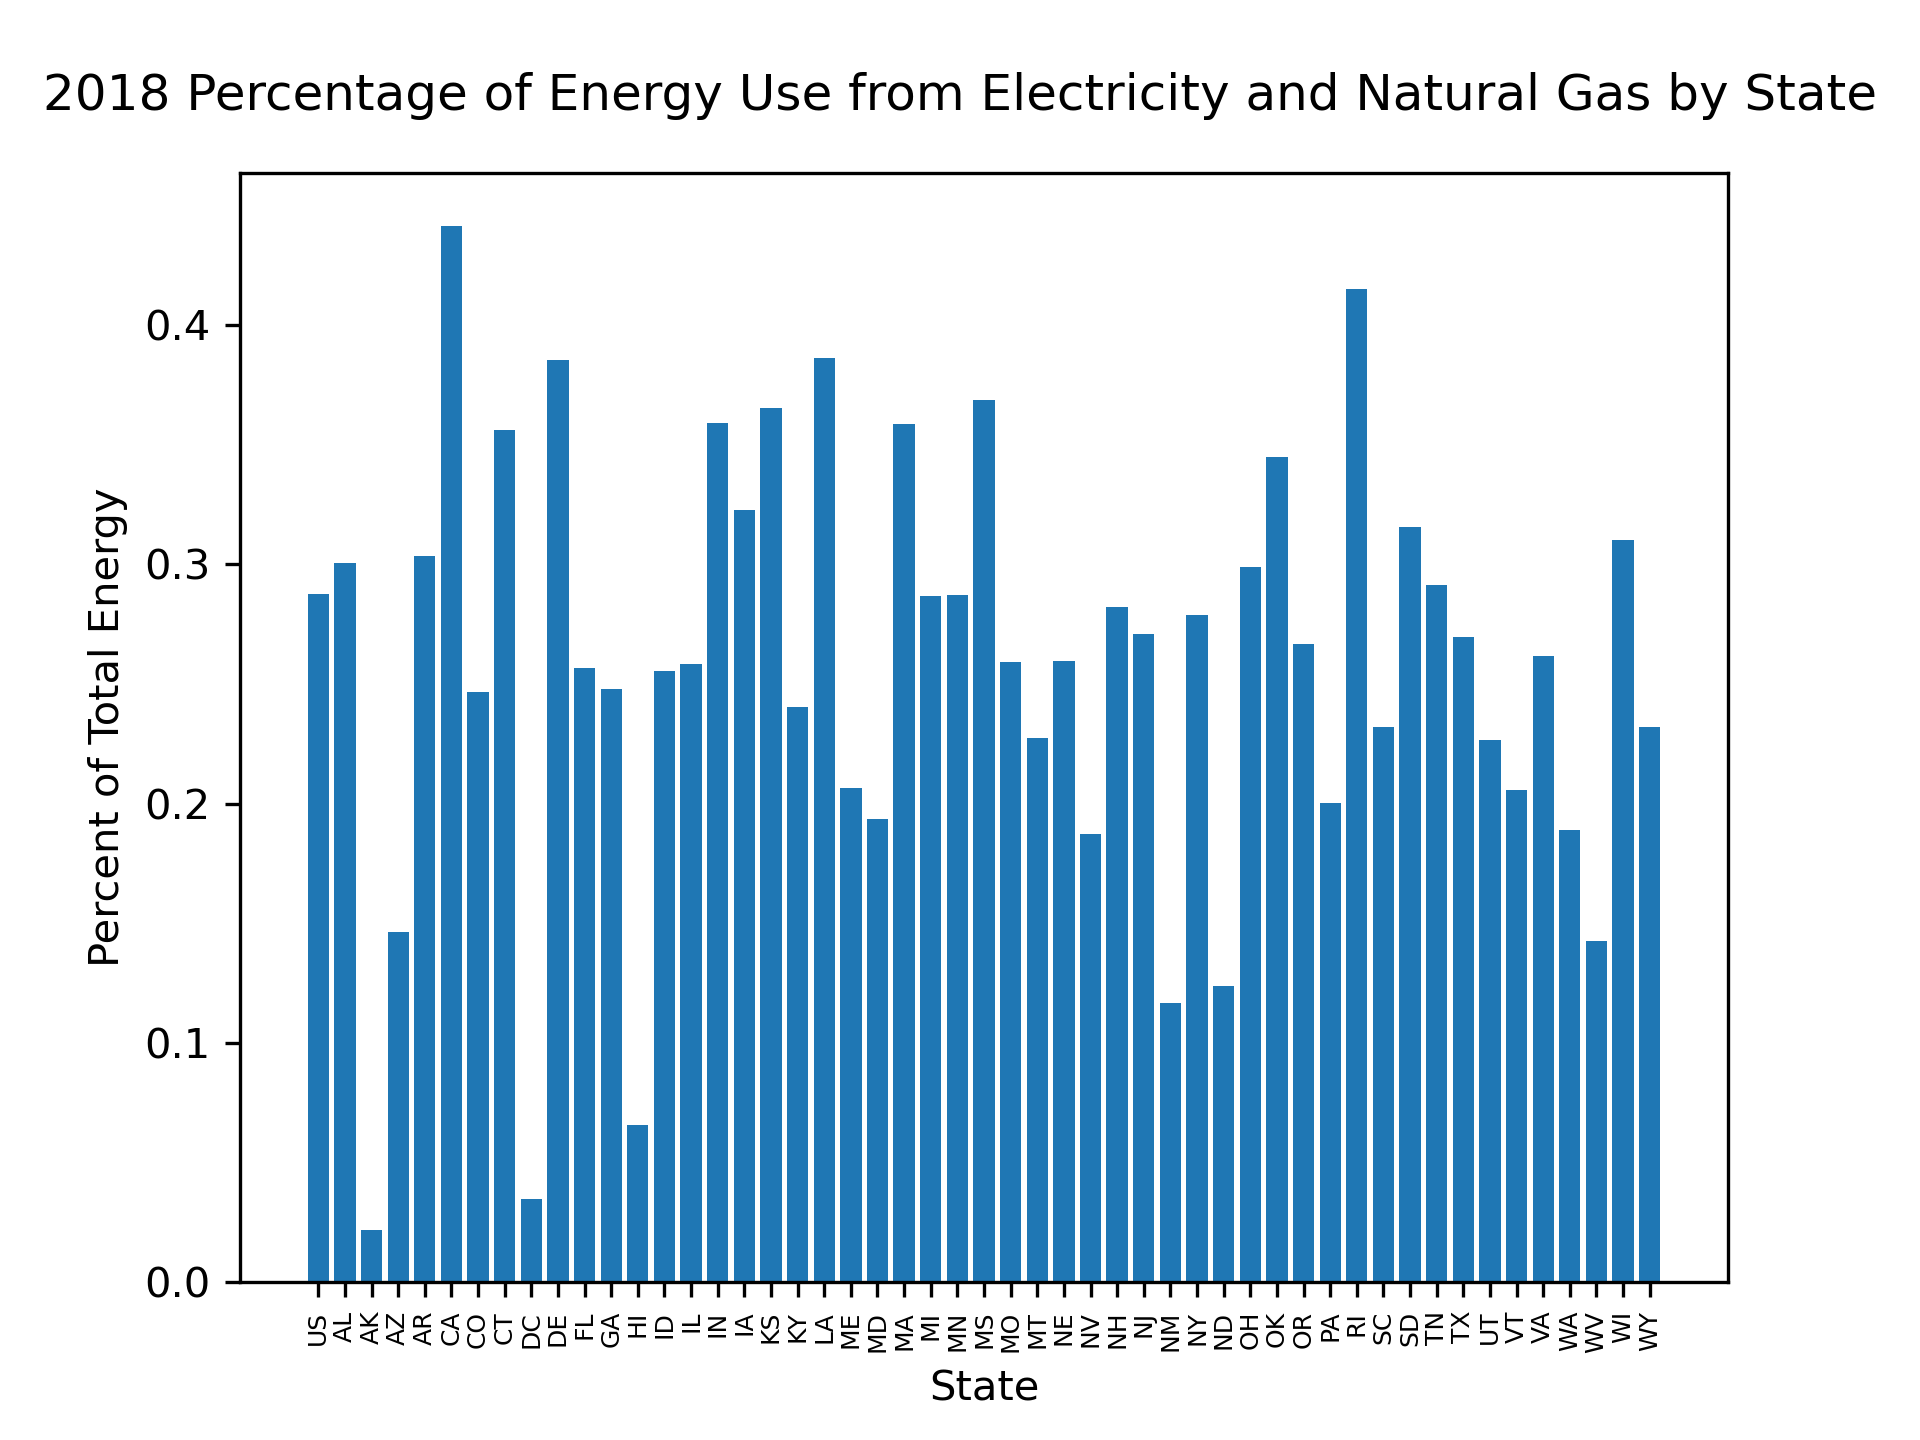 2018 Percentage of Energy Use from Electricity and Natural Gas by State
Percent of Total Energy
0.4
0.3
0.2
0.1
0.0
US AL AK AZ AR CA CO CT DC DE FL GA HI ID IL IN IA KS KY LA ME MD MA MI MN MS MO MT NE NV NH NJ NM NY ND OH OK OR PA RI SC SD TN TX UT VT VA WA WV WI WY
State